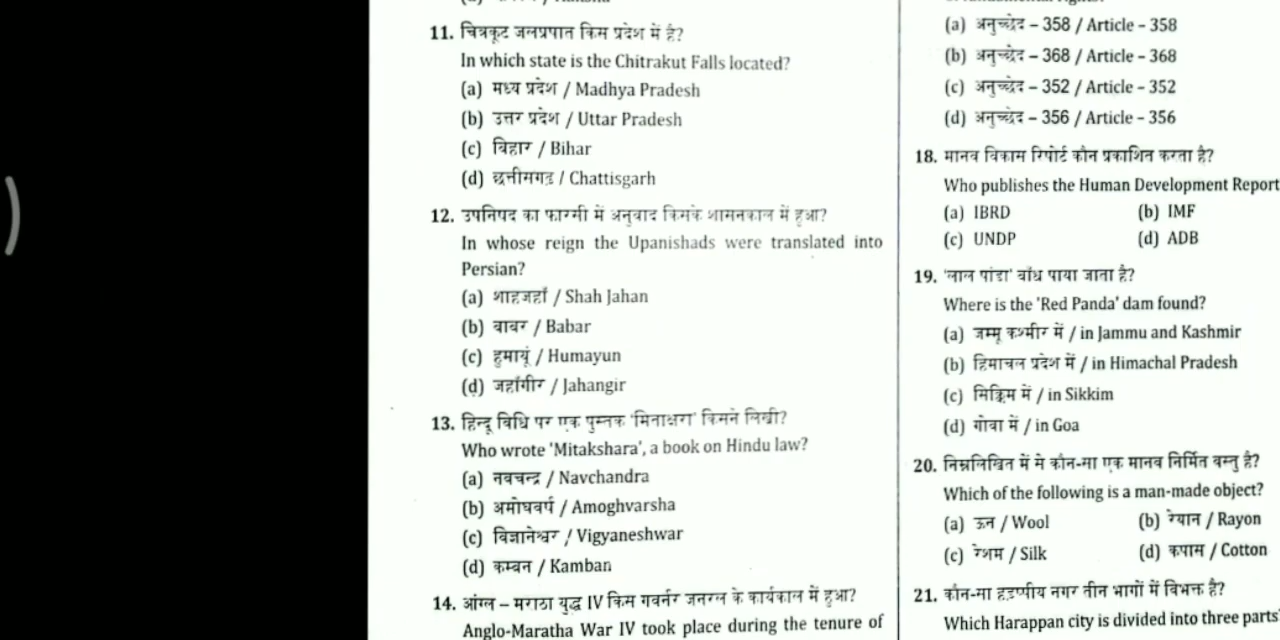 11. चित्रकूट जलप्रपात किस प्रदेश में है?
In which state is the Chitrakut Falls located?
(a) मध्य प्रदेश / Madhya Pradesh
(b) उत्तर प्रदेश / Uttar Pradesh
(c) बिहार / Bihar
(d) छत्तीसगढ़ / Chattisgarh
12. उपनिषद का फारसी में अनुवाद किसके शासनकाल में हुआ?
In whose reign the Upanishads were translated into
Persian?
(a) शाहजहाँ / Shah Jahan
(b) बाबर / Babar
(c) हुमायूं / Humayun
(d) जहाँगीर / Jahangir
13. हिन्दू विधि पर एक पुस्तक 'मिताक्षरा' किसने लिखी?
Who wrote 'Mitakshara', a book on Hindu law?
(a) नवचन्द्र / Navchandra
(b) अमोघवर्ष / Amoghvarsha
(c) विज्ञानेश्वर / Vigyaneshwar
(d) कम्बन / Kamban
14. आंग्ल – मराठा युद्ध IV किस गवर्नर जनरल के कार्यकाल में हुआ?
Anglo-Maratha War IV took place during the tenure of
(a) अनुच्छेद – 358 / Article – 358
(b) अनुच्छेद – 368 / Article – 368
(c) अनुच्छेद – 352 / Article – 352
(d) अनुच्छेद – 356 / Article – 356
18. मानव विकास रिपोर्ट कौन प्रकाशित करता है?
Who publishes the Human Development Report
(a) IBRD (b) IMF
(c) UNDP (d) ADB
19. 'लाल पांडा' बाँध पाया जाता है?
Where is the 'Red Panda' dam found?
(a) जम्मू कश्मीर में / in Jammu and Kashmir
(b) हिमाचल प्रदेश में / in Himachal Pradesh
(c) सिक्किम में / in Sikkim
(d) गोवा में / in Goa
20. निम्नलिखित में से कौन-सा एक मानव निर्मित वस्तु है?
Which of the following is a man-made object?
(a) ऊन / Wool (b) रेयान / Rayon
(c) रेशम / Silk (d) कपास / Cotton
21. कौन-सा हड़प्पीय नगर तीन भागों में विभक्त है?
Which Harappan city is divided into three parts